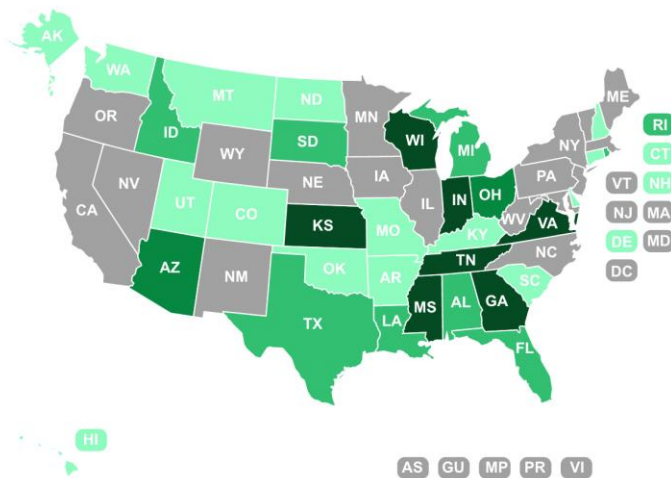 AK
WA
MT
ND
MN
ME
OR
ID
SD
WI
MI
NY
RI
WY
CT
NV
NE
IA
PA
VT
NH
CA
UT
CO
KS
IL
IN
OH
WV
VA
NJ
MA
MO
KY
DE
MD
AZ
NM
OK
AR
TN
NC
DC
SC
TX
LA
MS
AL
GA
FL
HI
AS
GU
MP
PR
VI